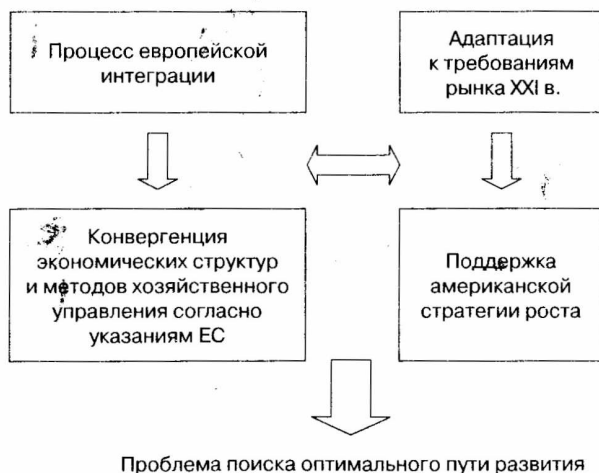 Процесс европейской
интеграции
Адаптация
к требованиям
рынка XXI в.
Конвергенция
экономических структур
и методов хозяйственного
управления согласно
указаниям ЕС
Поддержка
американской
стратегии роста
Проблема поиска оптимального пути развития